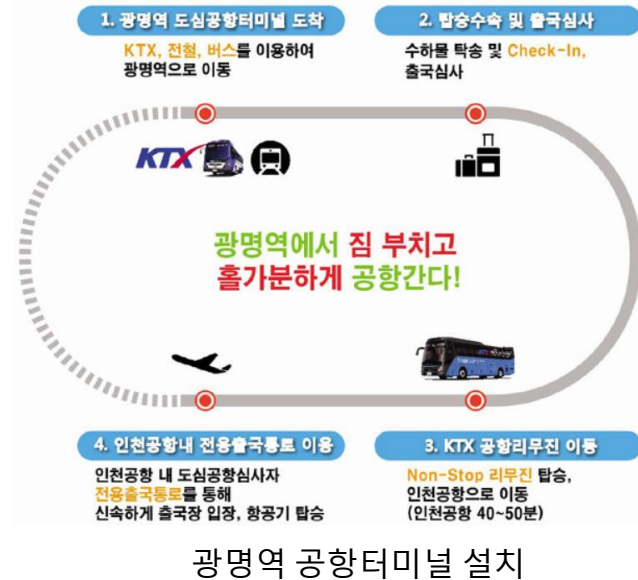 1. 광명역 도심공항터미널 도착
KTX, 전철, 버스를 이용하여
광명역으로 이동
2. 탑승수속 및 출국심사
수하물 탁송 및 Check-In,
출국심사
KTX
광명역에서 짐 부치고
홀가분하게 공항간다!
4. 인천공항내 전용출국통로 이용
인천공항 내 도심공항심사자
전용출국통로를 통해
신속하게 출국장 입장, 항공기 탑승
3. KTX 공항리무진 이동
Non-Stop 리무진 탑승,
인천공항으로 이동
(인천공항 40~50분)
광명역 공항터미널 설치